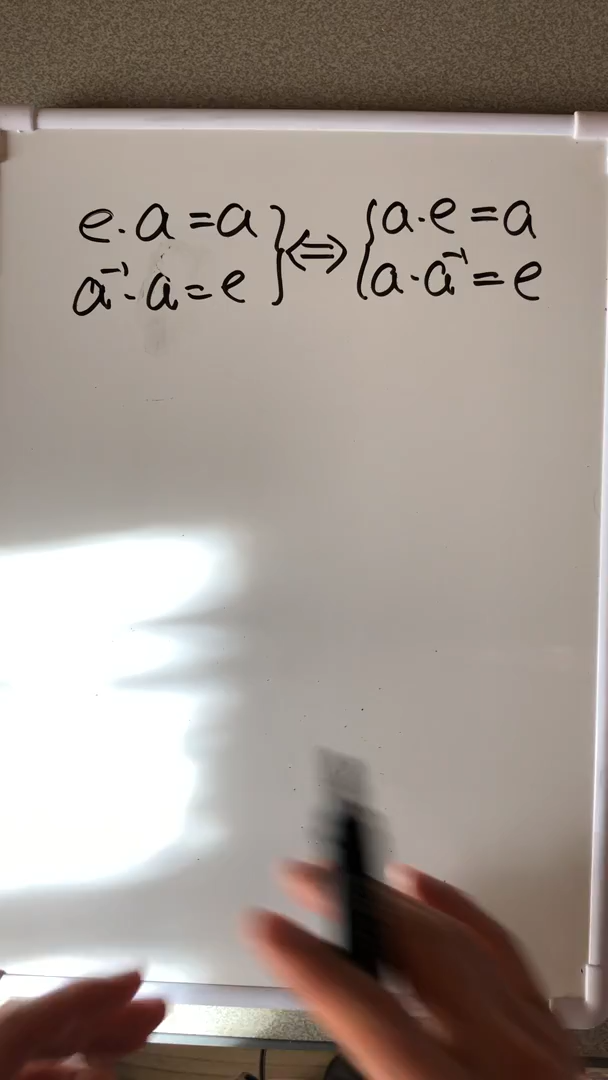 e·a=a } ⇔ { a·e=a
a⁻¹·a=e } ⇔ { a·a⁻¹=e